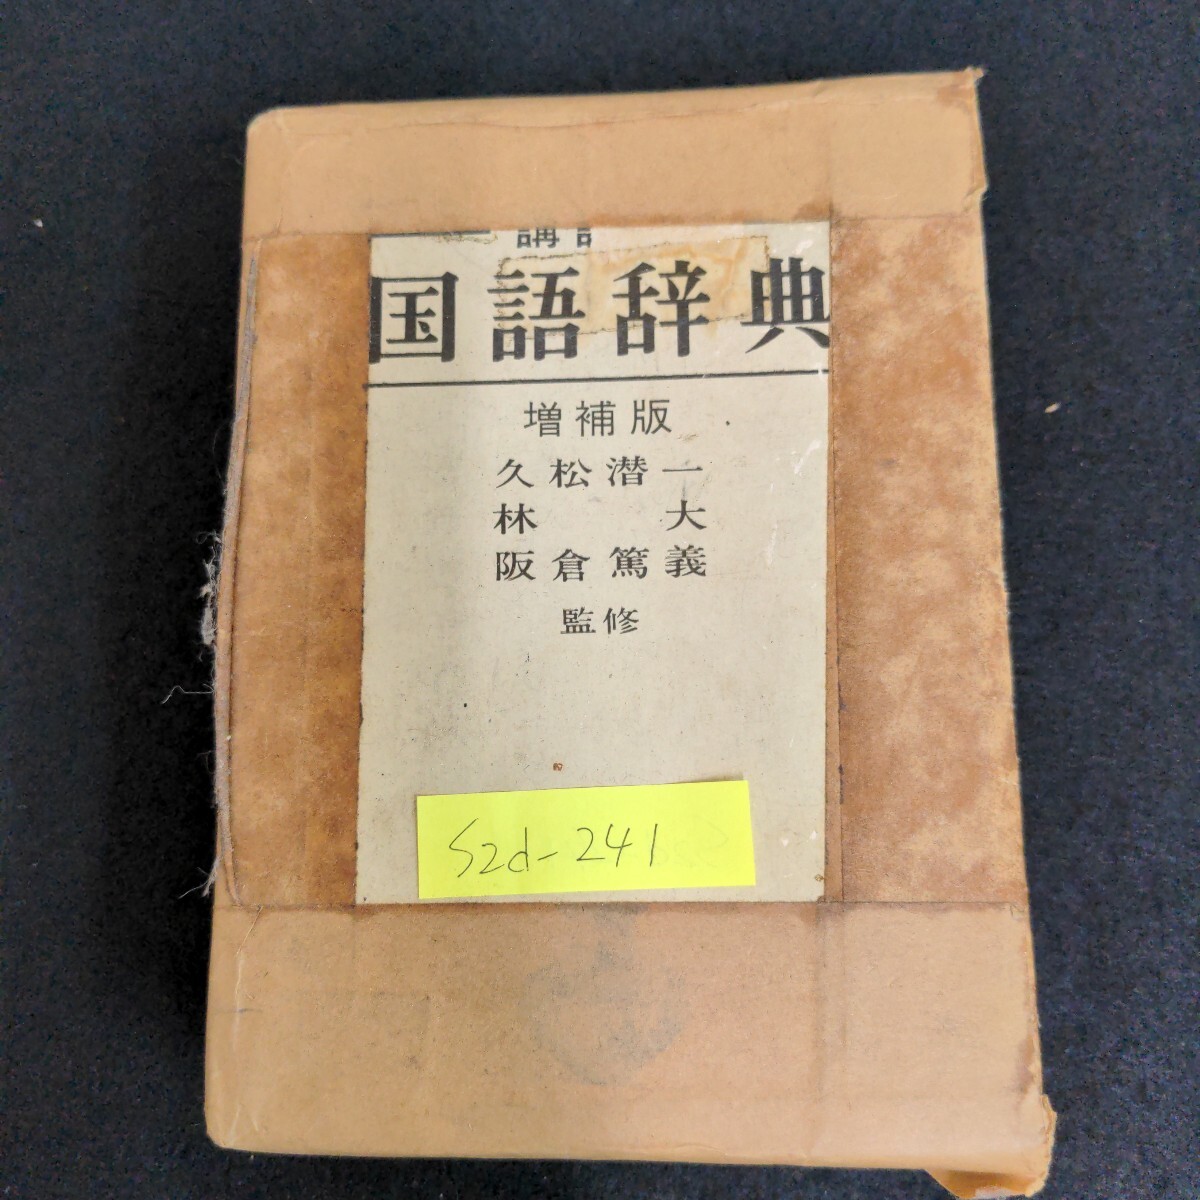 講
国語辞典
増補版
久松潜一
林 大
阪倉篤義
監修
S2d-241